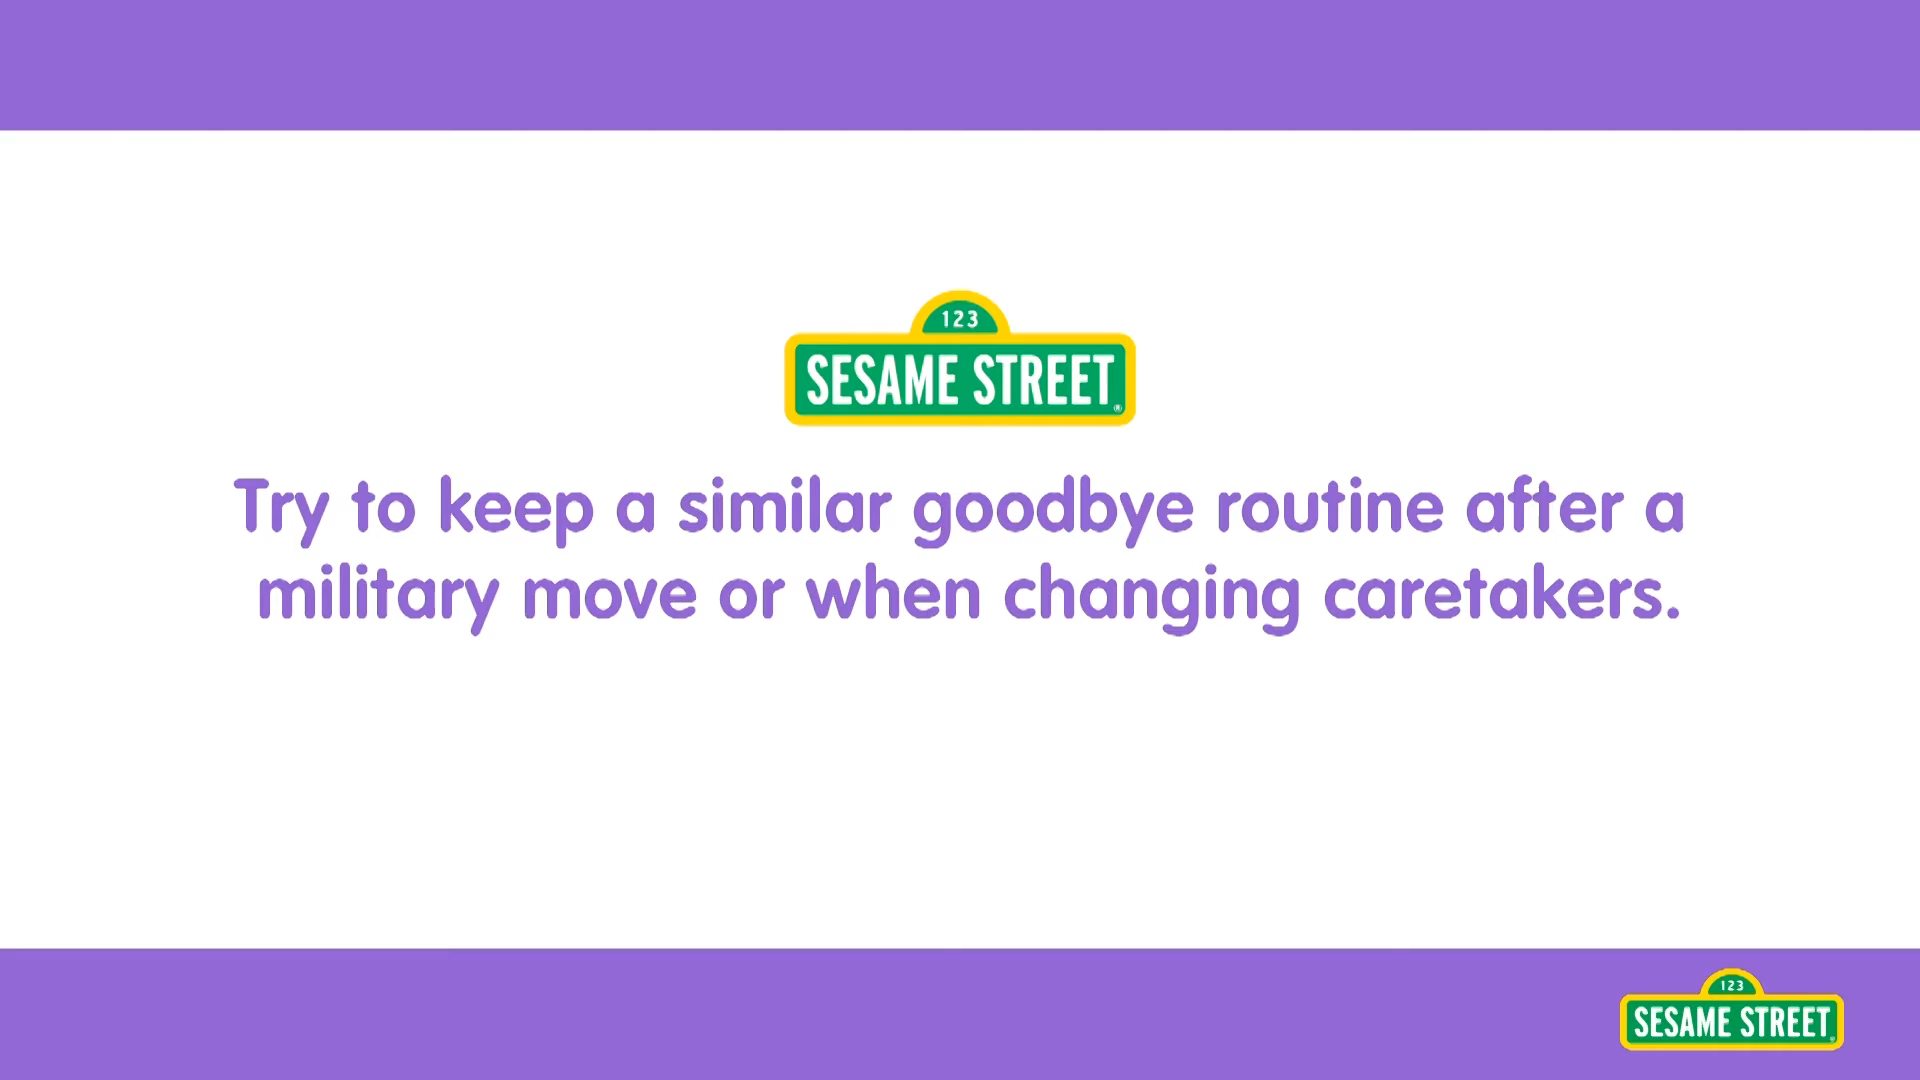 123
SESAME STREET®
Try to keep a similar goodbye routine after a
military move or when changing caretakers.
123
SESAME STREET®